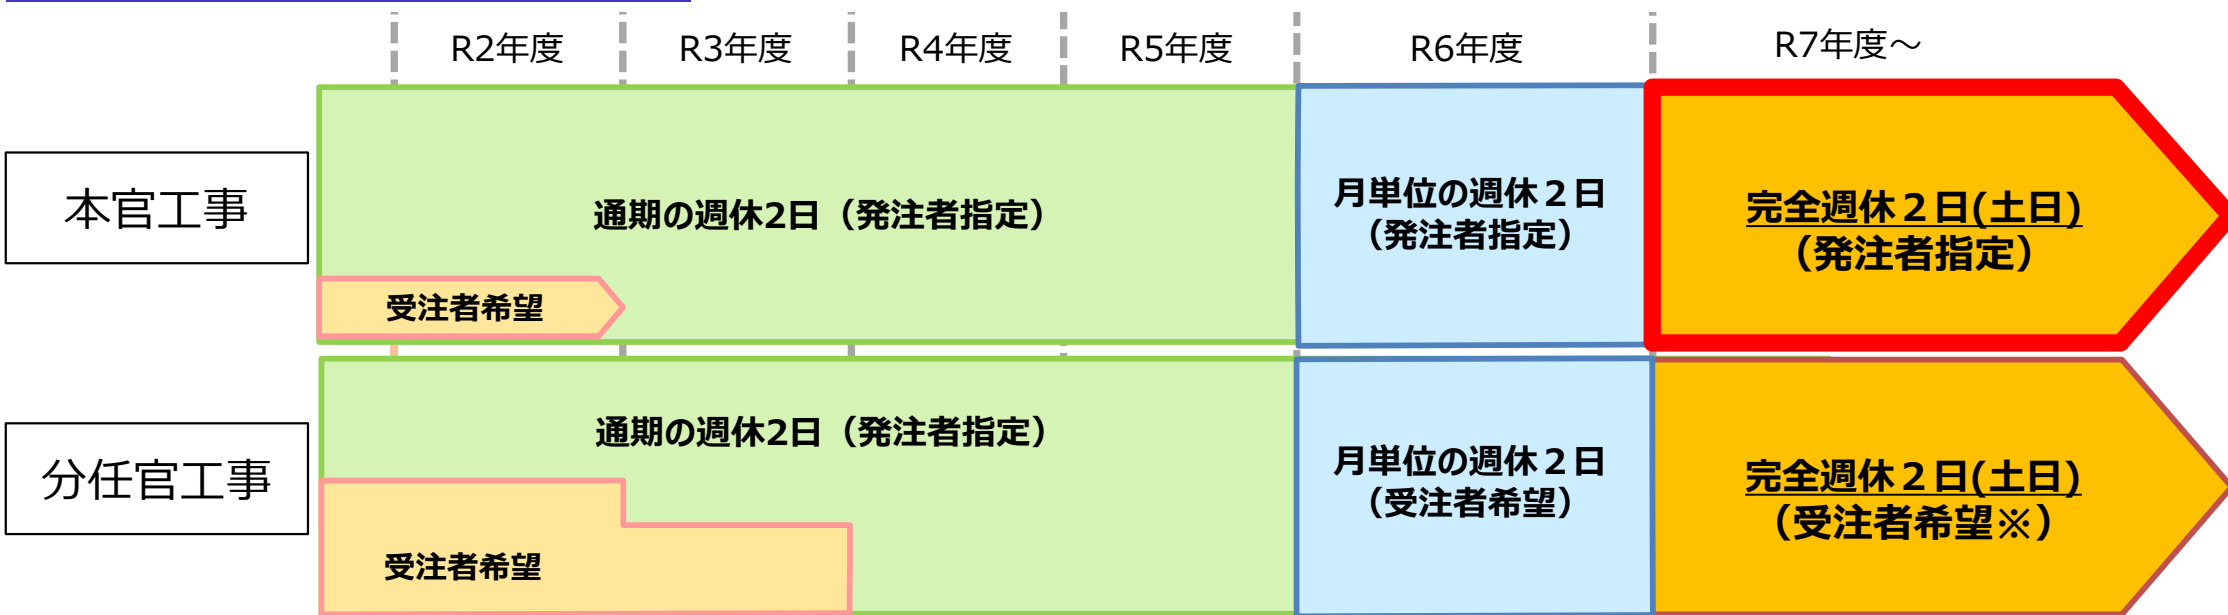 R2年度
R3年度
R4年度
R5年度
R6年度
R7年度～
本官工事
通期の週休2日（発注者指定）
受注者希望
月単位の週休２日
（発注者指定）
完全週休２日(土日)
（発注者指定）
分任官工事
通期の週休2日（発注者指定）
受注者希望
月単位の週休２日
（受注者希望）
完全週休２日(土日)
（受注者希望※）